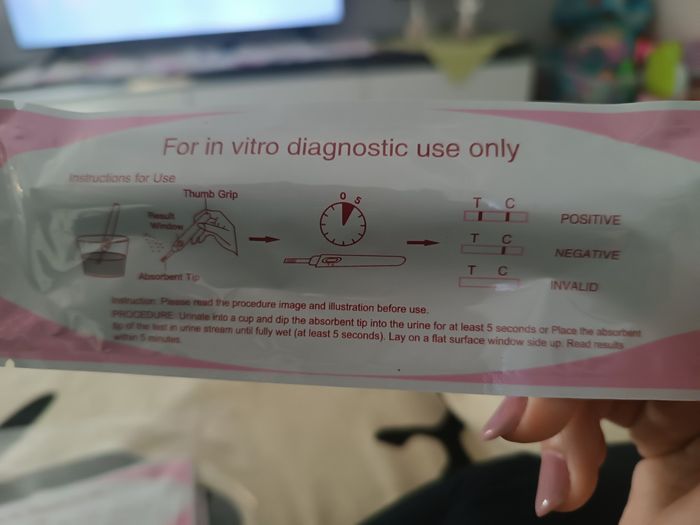 For in vitro diagnostic use only
Instructions for Use
Thumb Grip
Result
Window
Absorbent Tip
0 5
T C
POSITIVE
T C
NEGATIVE
T C
INVALID
Instruction: Please read the procedure image and illustration before use.
PROCEDURE: Urinate into a cup and dip the absorbent tip into the urine for at least 5 seconds or Place the absorbent
tip of the test in urine stream until fully wet (at least 5 seconds). Lay on a flat surface window side up. Read results
within 5 minutes.